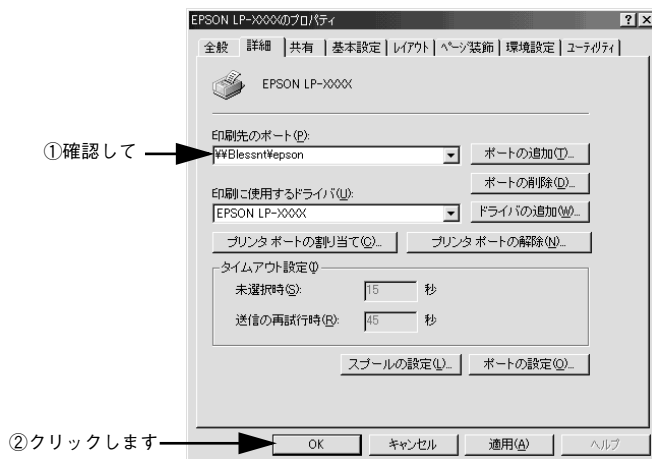 EPSON LP-XXXXのプロパティ
全般 詳細 共有 基本設定 レイアウト ページ装飾 環境設定 ユーティリティ
EPSON LP-XXXX
印刷先のポート(P):
①確認して
¥¥Blessnt¥epson ポートの追加(T)...
ポートの削除(D)...
印刷に使用するドライバ(U):
EPSON LP-XXXX ドライバの追加(W)...
プリンタ ポートの割り当て(C)... プリンタ ポートの解除(N)...
タイムアウト設定(I)
未選択時(S): 15 秒
送信の再試行時(R): 45 秒
スプールの設定(L)... ポートの設定(O)...
②クリックします
OK キャンセル 適用(A) ヘルプ